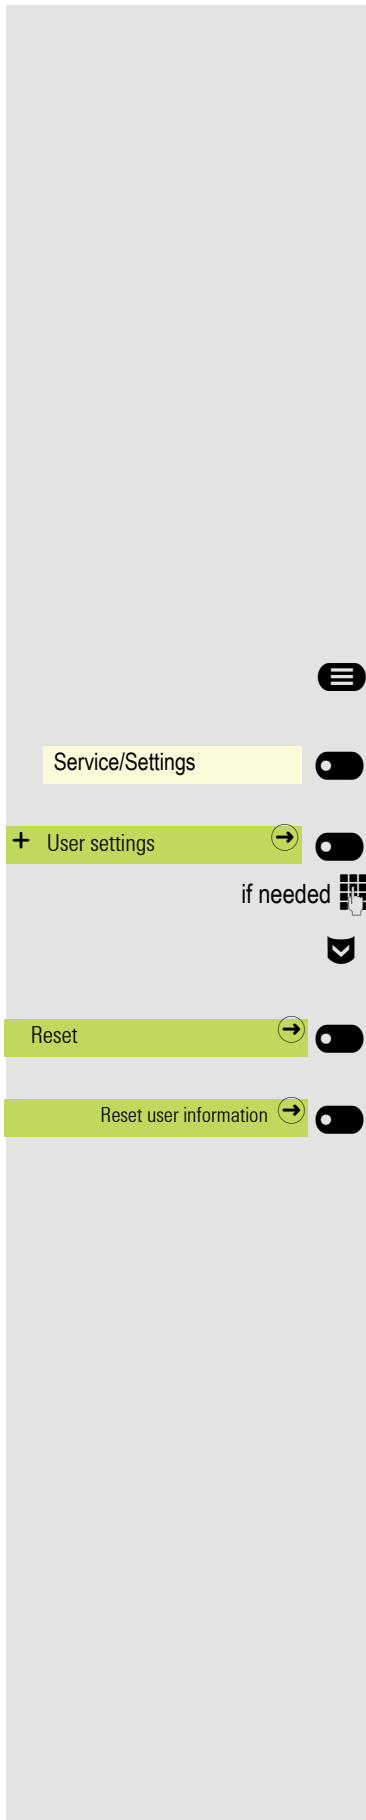 Service/Settings
+ User settings
if needed
Reset
Reset user information